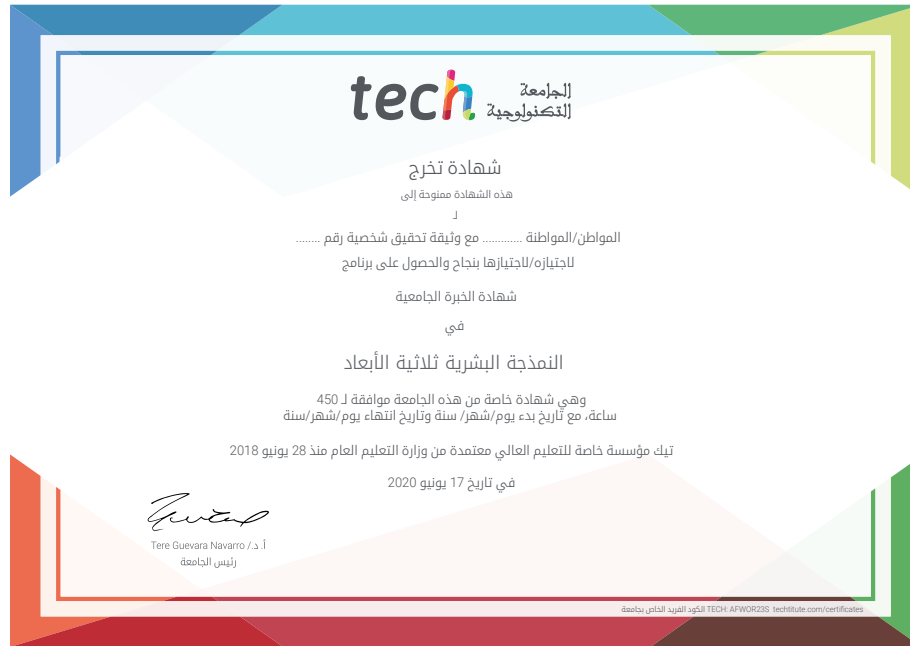 tech الجامعة
التكنولوجية
شهادة تخرج
هذه الشهادة ممنوحة إلى
لـ
المواطن/المواطنة ............. مع وثيقة تحقيق شخصية رقم ........
لاجتيازه/لاجتيازها بنجاح والحصول على برنامج
شهادة الخبرة الجامعية
في
النمذجة البشرية ثلاثية الأبعاد
وهي شهادة خاصة من هذه الجامعة موافقة لـ 450
ساعة، مع تاريخ بدء يوم/شهر/ سنة وتاريخ انتهاء يوم/شهر/سنة
تيك مؤسسة خاصة للتعليم العالي معتمدة من وزارة التعليم العام منذ 28 يونيو 2018
في تاريخ 17 يونيو 2020
أ. د./ Tere Guevara Navarro
رئيس الجامعة
الكود الفريد الخاص بجامعة TECH: AFWOR23S techtitute.com/certificates